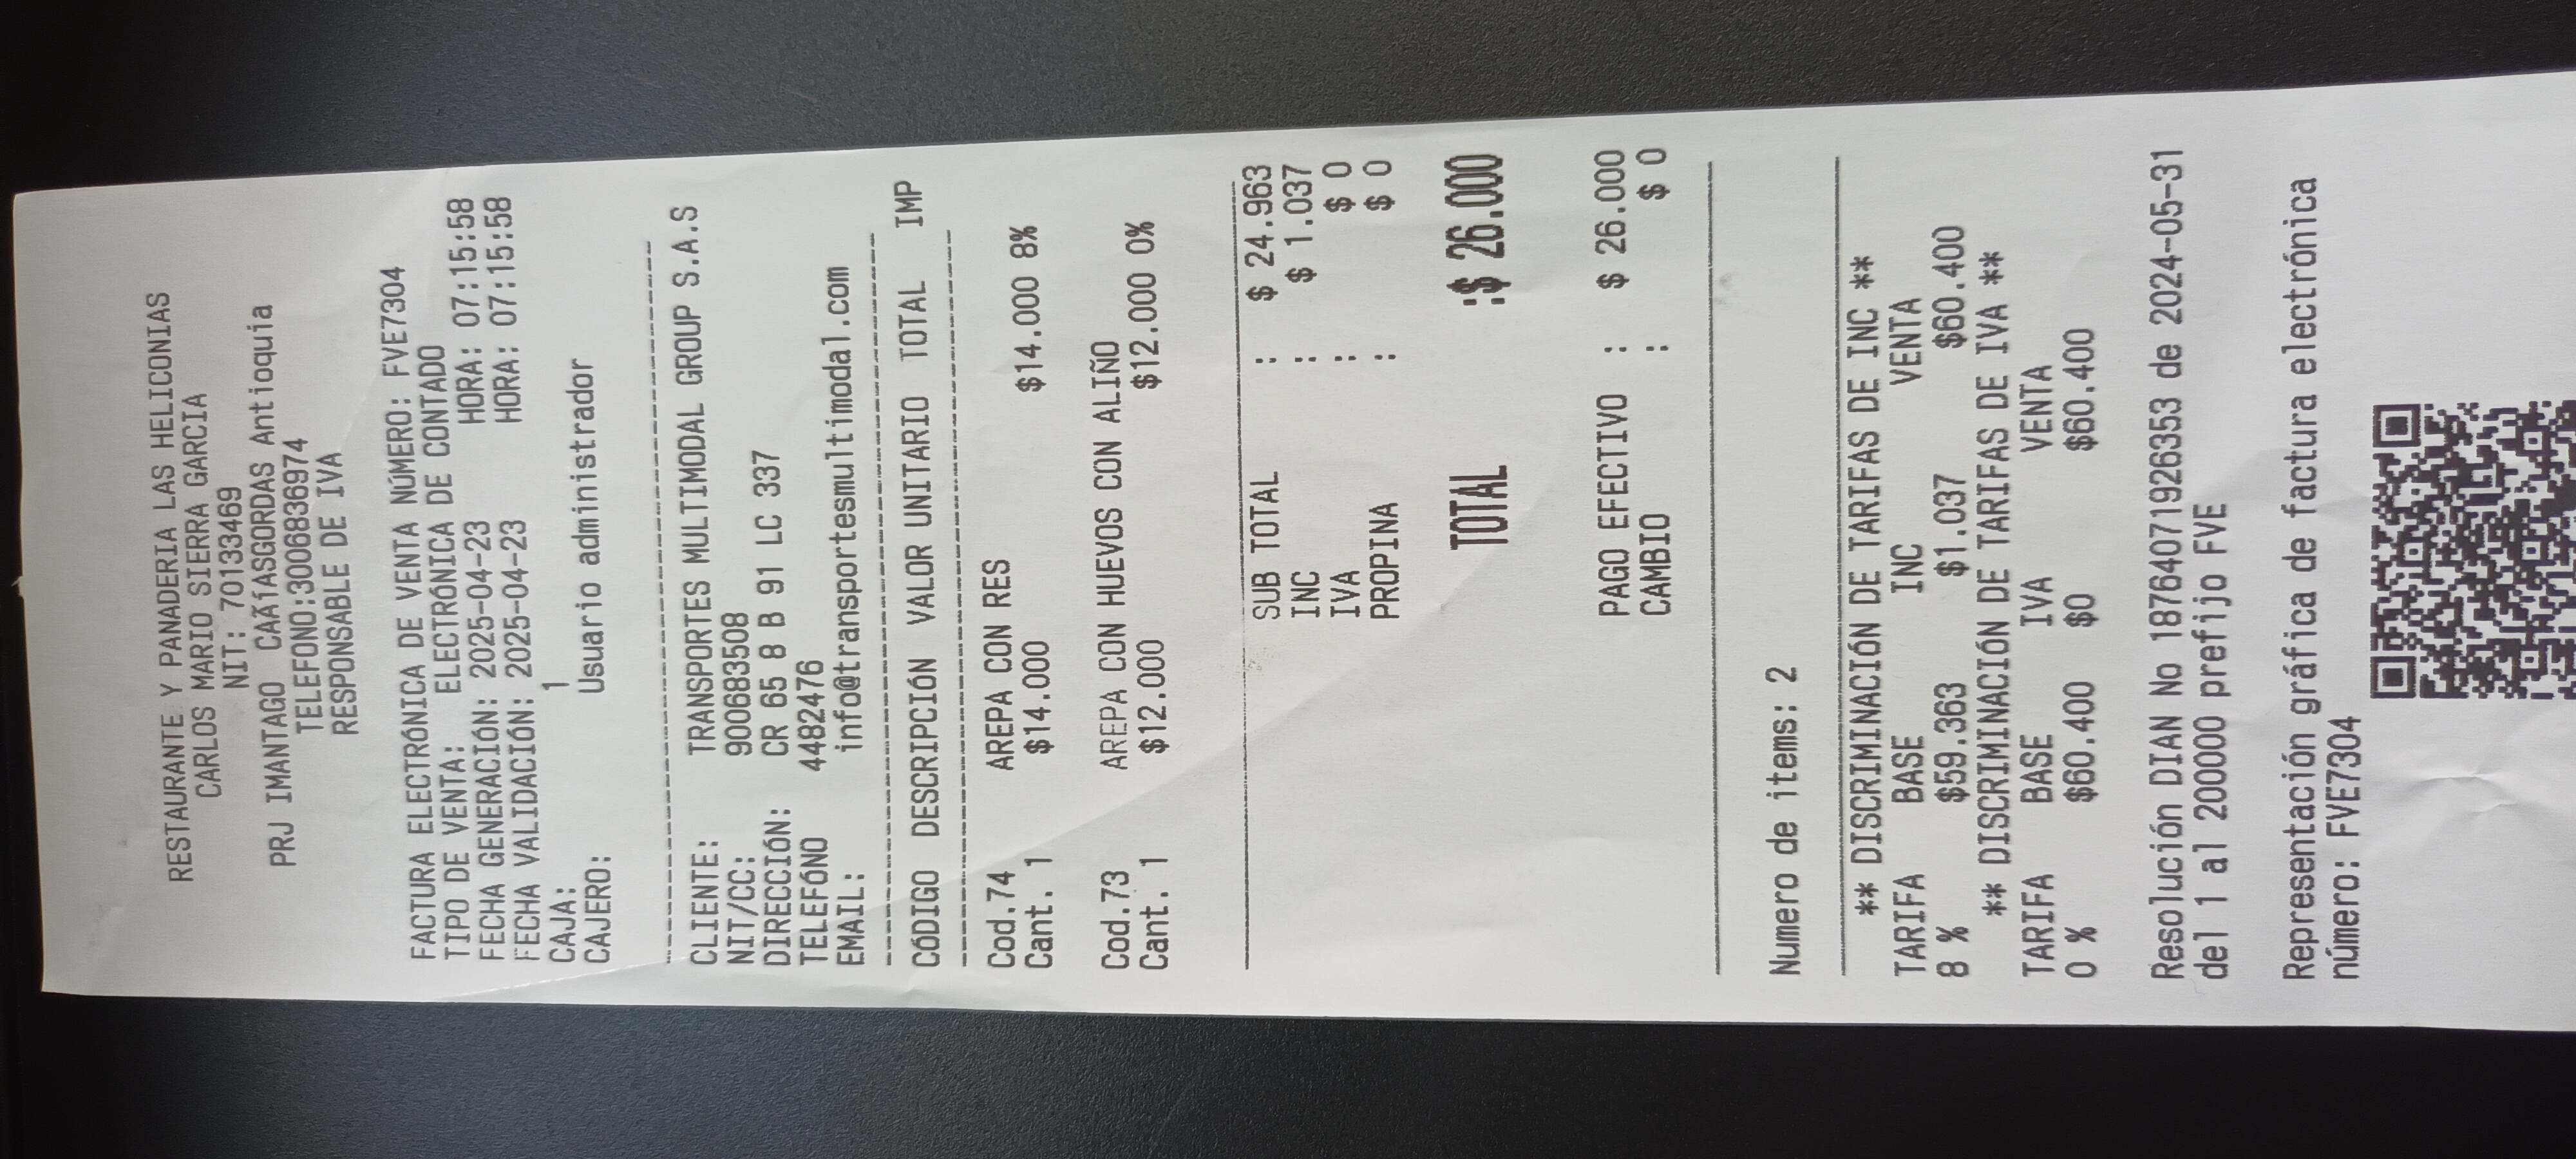 RESTAURANTE Y PANADERIA LAS HELICONIAS
CARLOS MARIO SIERRA GARCIA
NIT: 70133469
PRJ IMANTAGO  CAÃ­ASGORDAS Antioquia
TELEFONO:3006836974
RESPONSABLE DE IVA
FACTURA ELECTRÓNICA DE VENTA NÚMERO: FVE7304
TIPO DE VENTA:   ELECTRÓNICA DE CONTADO
FECHA GENERACIÓN: 2025-04-23   HORA: 07:15:58
FECHA VALIDACIÓN: 2025-04-23   HORA: 07:15:58
CAJA:   1
CAJERO:   Usuario administrador
CLIENTE:   TRANSPORTES MULTIMODAL GROUP S.A.S
NIT/CC:   900683508
DIRECCIÓN:   CR 65 8 B 91 LC 337
TELEFÓNO   4482476
EMAIL:   info@transportesmultimodal.com
CÓDIGO  DESCRIPCIÓN  VALOR UNITARIO  TOTAL  IMP
Cod.74   AREPA CON RES
Cant. 1   $14.000   $14.000 8%
Cod.73   AREPA CON HUEVOS CON ALIÑO
Cant. 1   $12.000   $12.000 0%
SUB TOTAL   :   $ 24.963
INC   :   $ 1.037
IVA   :   $ 0
PROPINA   :   $ 0
TOTAL   :$ 26.000
PAGO EFECTIVO   :   $ 26.000
CAMBIO   :   $ 0
Numero de items: 2
** DISCRIMINACIÓN DE TARIFAS DE INC **
TARIFA   BASE   INC   VENTA
8 %   $59.363   $1.037   $60.400
** DISCRIMINACIÓN DE TARIFAS DE IVA **
TARIFA   BASE   IVA   VENTA
0 %   $60.400   $0   $60.400
Resolución DIAN No 18764071926353 de 2024-05-31
del 1 al 200000 prefijo FVE
Representación gráfica de factura electrónica
número: FVE7304